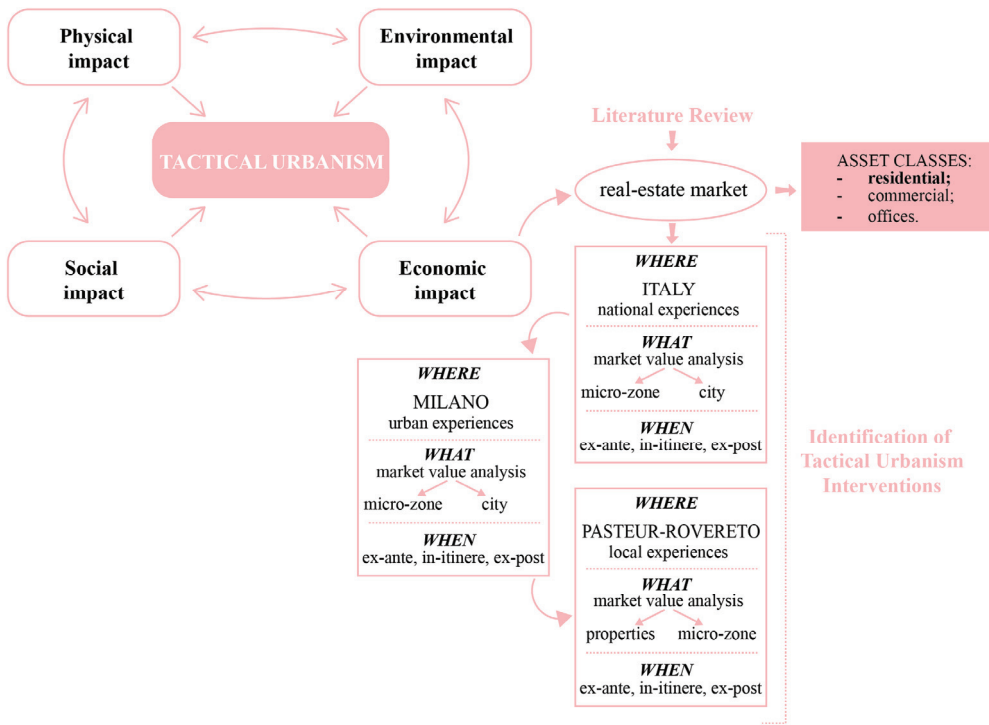 Physical
impact
Environmental
impact
TACTICAL URBANISM
Social
impact
Economic
impact
Literature Review
real-estate market
ASSET CLASSES:
- residential;
- commercial;
- offices.
WHERE
ITALY
national experiences
WHAT
market value analysis
micro-zone city
WHEN
ex-ante, in-itinere, ex-post
WHERE
MILANO
urban experiences
WHAT
market value analysis
micro-zone city
WHEN
ex-ante, in-itinere, ex-post
WHERE
PASTEUR-ROVERETO
local experiences
WHAT
market value analysis
properties micro-zone
WHEN
ex-ante, in-itinere, ex-post
Identification of
Tactical Urbanism
Interventions